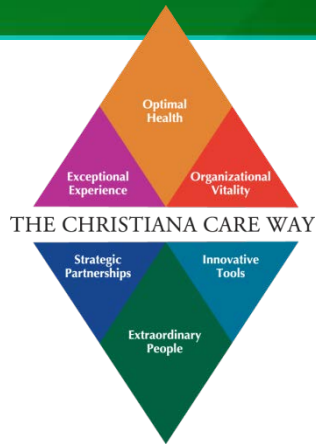 Optimal
Health
Exceptional
Experience
Organizational
Vitality
THE CHRISTIANA CARE WAY
Strategic
Partnerships
Innovative
Tools
Extraordinary
People